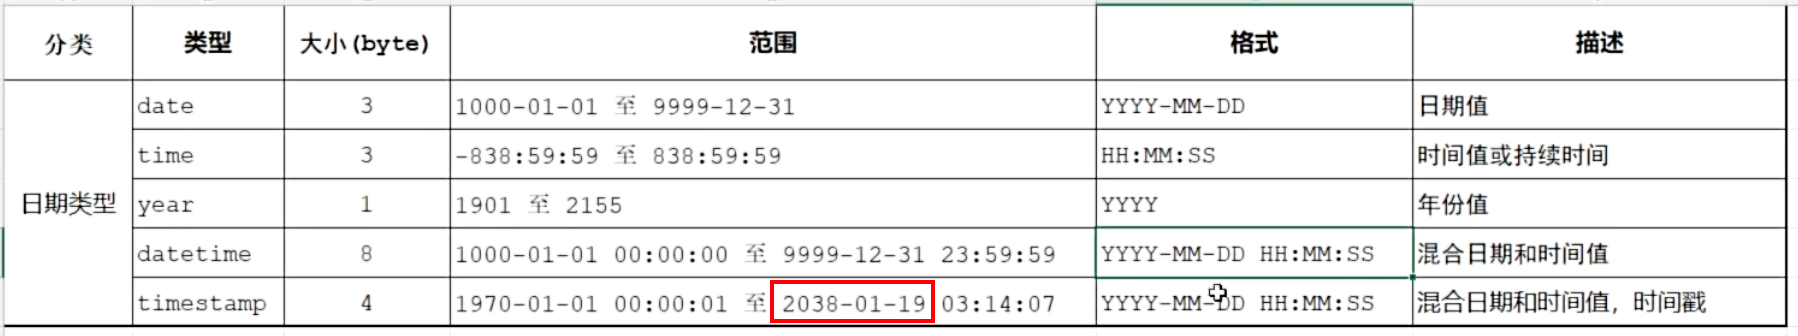 分类 类型 大小(byte) 范围 格式 描述
日期类型
date 3 1000-01-01 至 9999-12-31 YYYY-MM-DD 日期值
time 3 -838:59:59 至 838:59:59 HH:MM:SS 时间值或持续时间
year 1 1901 至 2155 YYYY 年份值
datetime 8 1000-01-01 00:00:00 至 9999-12-31 23:59:59 YYYY-MM-DD HH:MM:SS 混合日期和时间值
timestamp 4 1970-01-01 00:00:01 至 2038-01-19 03:14:07 YYYY-MM-DD HH:MM:SS 混合日期和时间值，时间戳